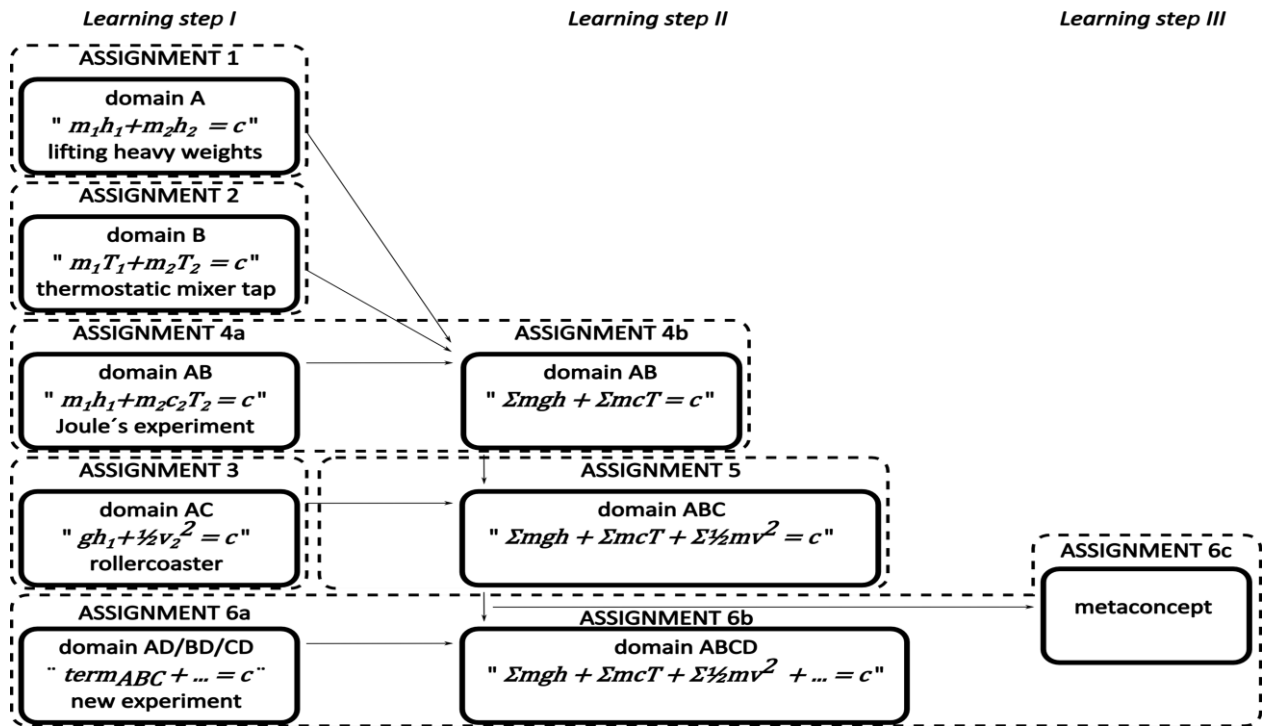 Learning step I
Learning step II
Learning step III
ASSIGNMENT 1
domain A
" m₁h₁+m₂h₂ = c"
lifting heavy weights
ASSIGNMENT 2
domain B
" m₁T₁+m₂T₂ = c"
thermostatic mixer tap
ASSIGNMENT 4a
domain AB
" m₁h₁+m₂c₂T₂ = c"
Joule´s experiment
ASSIGNMENT 4b
domain AB
" Σmgh + ΣmcT = c"
ASSIGNMENT 3
domain AC
" gh₁+½v₂² = c"
rollercoaster
ASSIGNMENT 5
domain ABC
" Σmgh + ΣmcT + Σ½mv² = c"
ASSIGNMENT 6a
domain AD/BD/CD
¨ term_ABC + ... = c¨
new experiment
ASSIGNMENT 6b
domain ABCD
" Σmgh + ΣmcT + Σ½mv² + ... = c"
ASSIGNMENT 6c
metaconcept